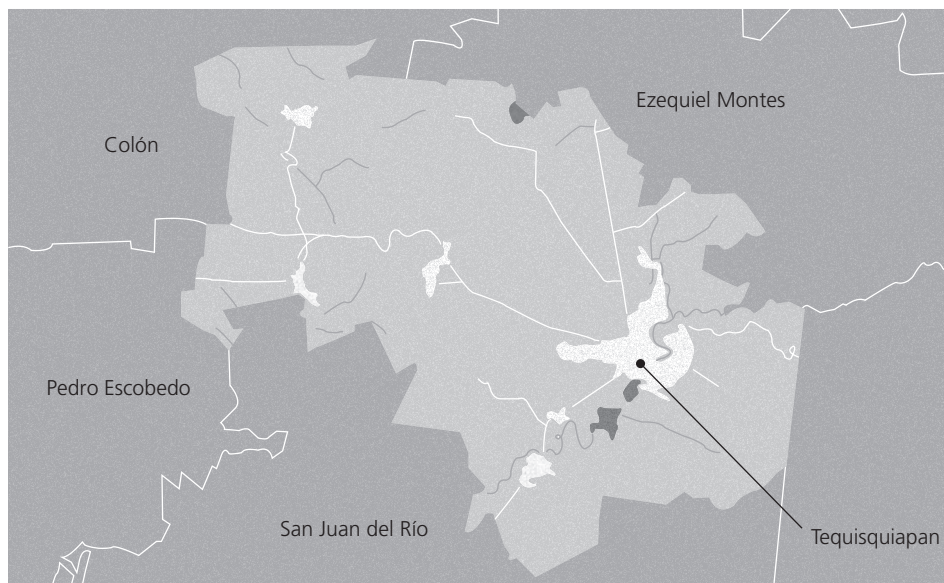 Ezequiel Montes
Colón
Pedro Escobedo
San Juan del Río
Tequisquiapan